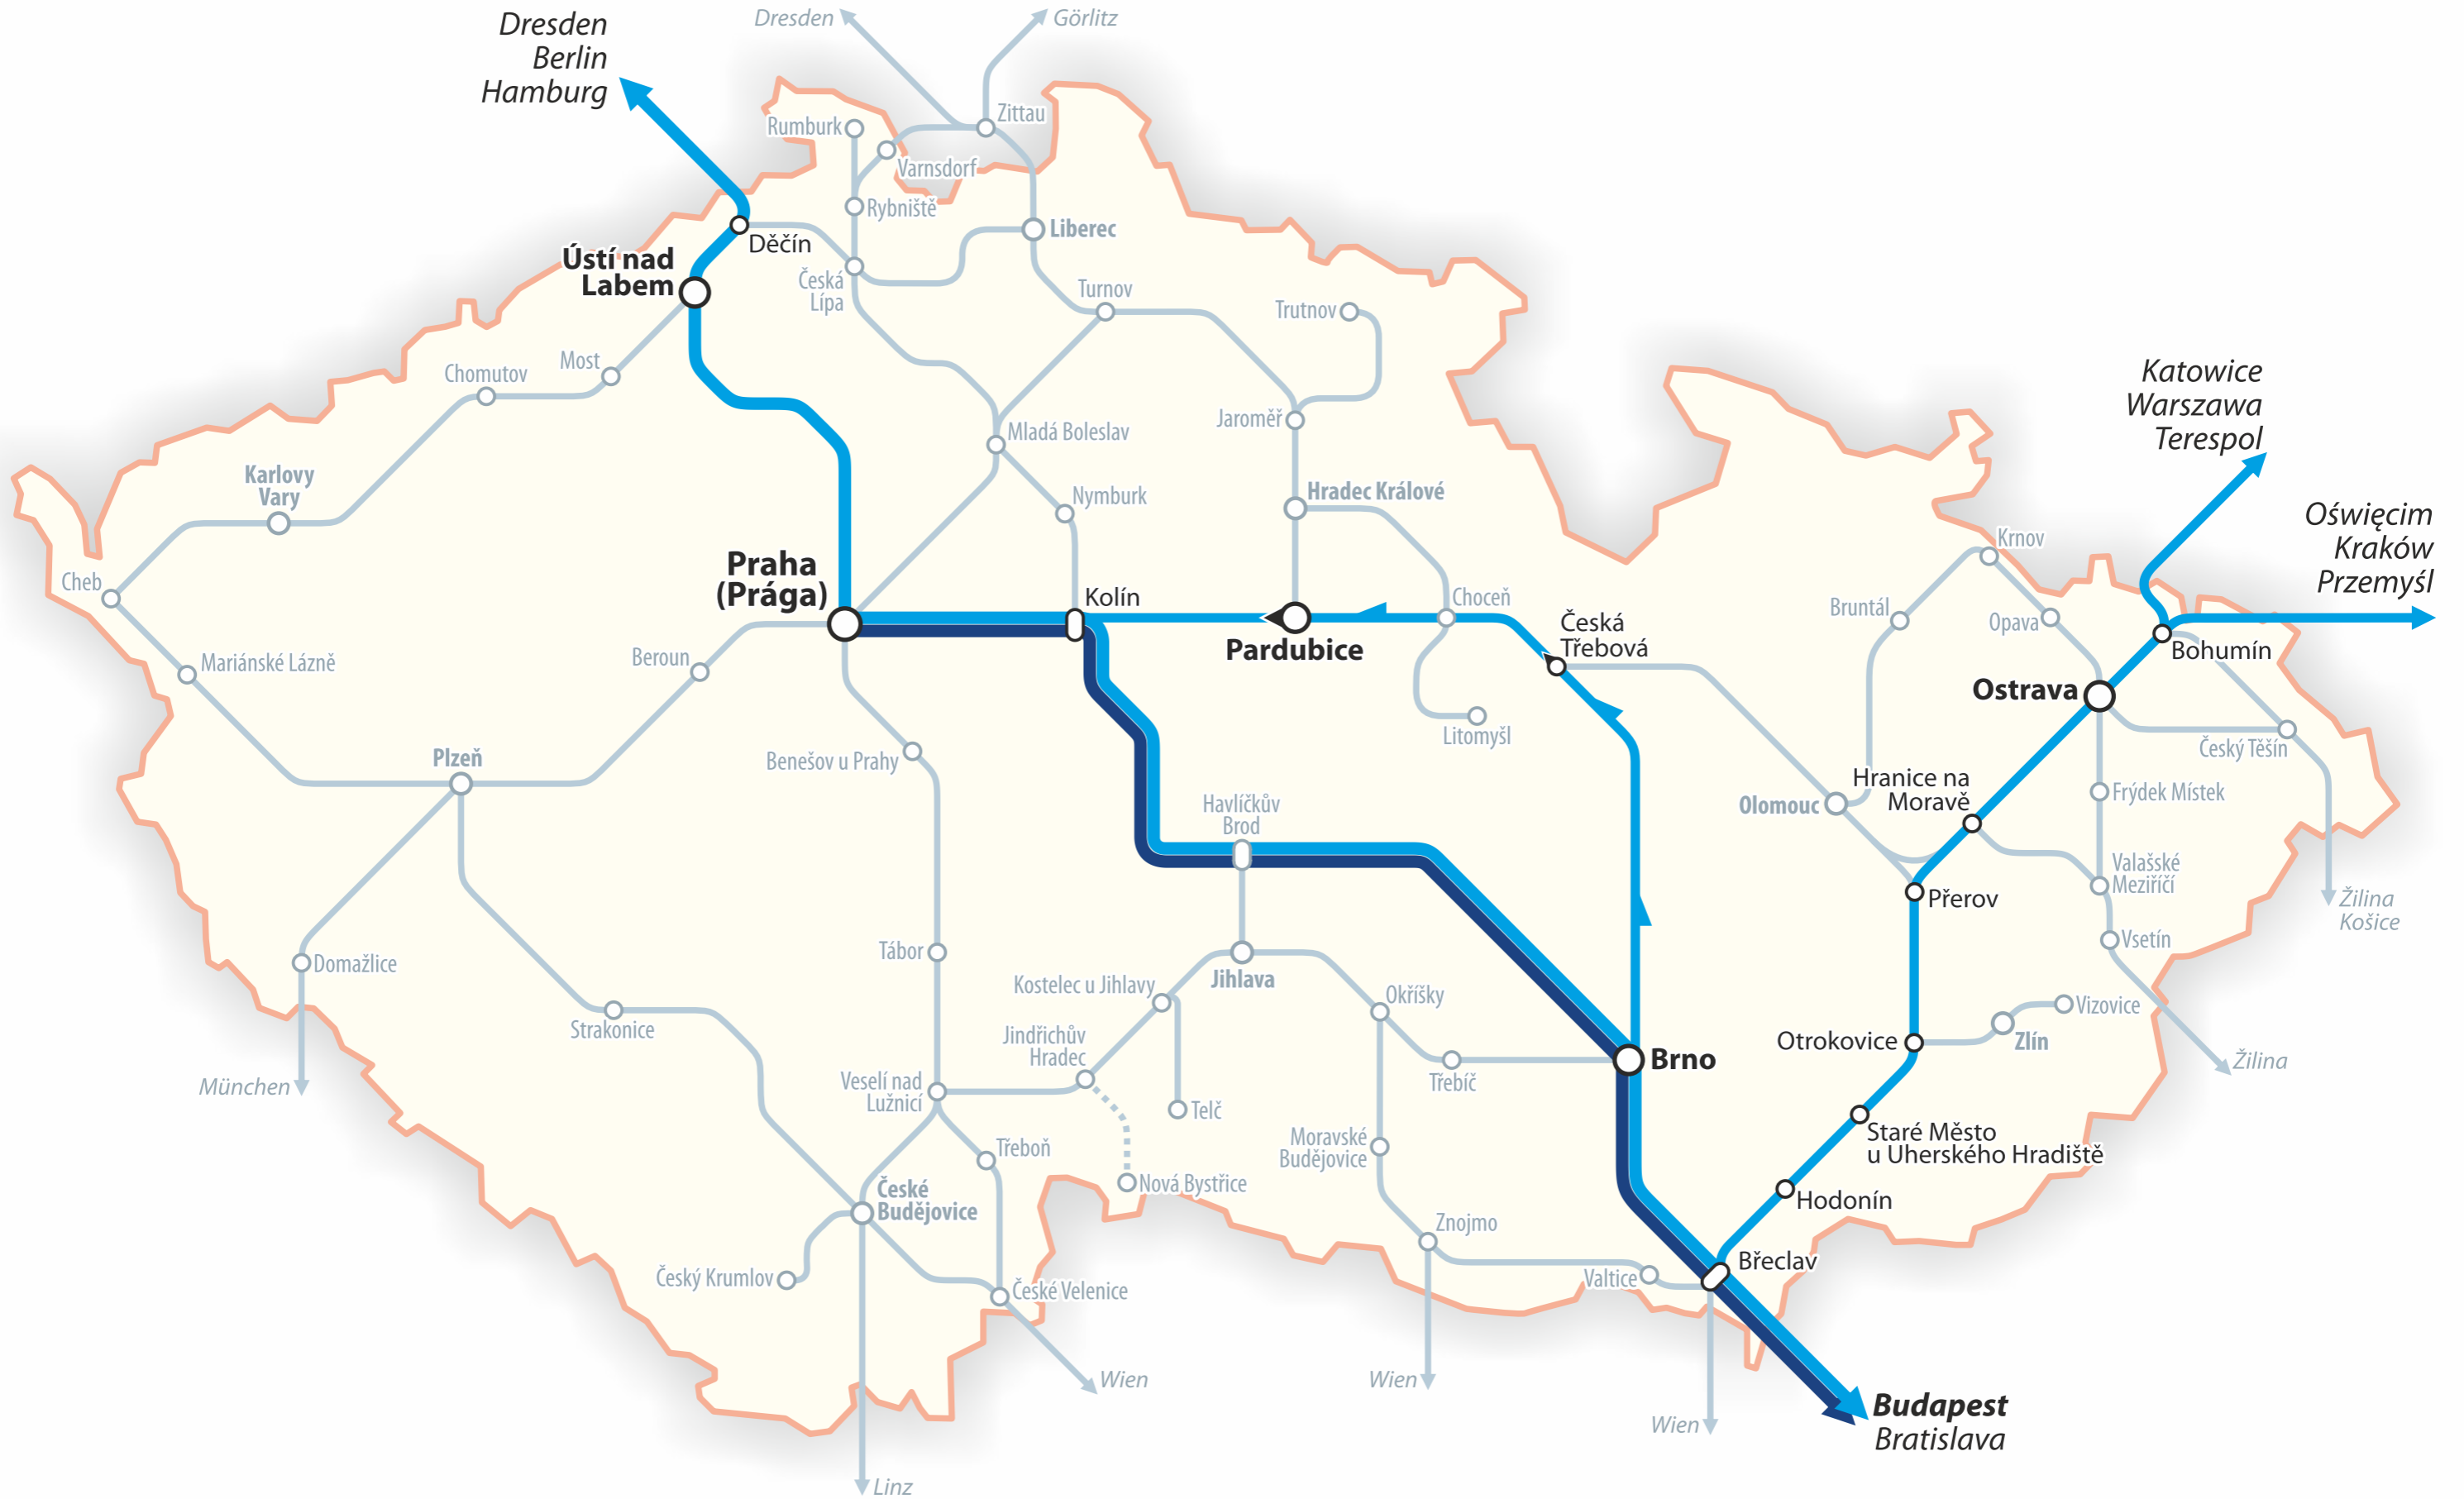 Dresden
Berlin
Hamburg
Dresden
Görlitz
Rumburk
Zittau
Varnsdorf
Rybniště
Liberec
Děčín
Ústí nad
Labem
Česká
Lípa
Turnov
Trutnov
Most
Chomutov
Jaroměř
Mladá Boleslav
Karlovy
Vary
Nymburk
Hradec Králové
Katowice
Warszawa
Terespol
Oświęcim
Kraków
Przemyśl
Krnov
Cheb
Praha
(Prága)
Kolín
Choceň
Česká
Třebová
Bruntál
Opava
Bohumín
Pardubice
Mariánské Lázně
Beroun
Ostrava
Litomyšl
Český Těšín
Plzeň
Benešov u Prahy
Hranice na
Moravě
Olomouc
Frýdek Místek
Havlíčkův
Brod
Valašské
Meziříčí
Přerov
Žilina
Košice
Vsetín
Tábor
Domažlice
Jihlava
Kostelec u Jihlavy
Okříšky
Vizovice
Strakonice
Jindřichův
Hradec
Otrokovice
Zlín
Brno
Žilina
München
Veselí nad
Lužnicí
Třebíč
Telč
Staré Město
u Uherského Hradiště
Třeboň
Moravské
Budějovice
Nová Bystřice
Hodonín
České
Budějovice
Znojmo
Břeclav
Český Krumlov
České Velenice
Valtice
Wien
Wien
Wien
Budapest
Bratislava
Linz